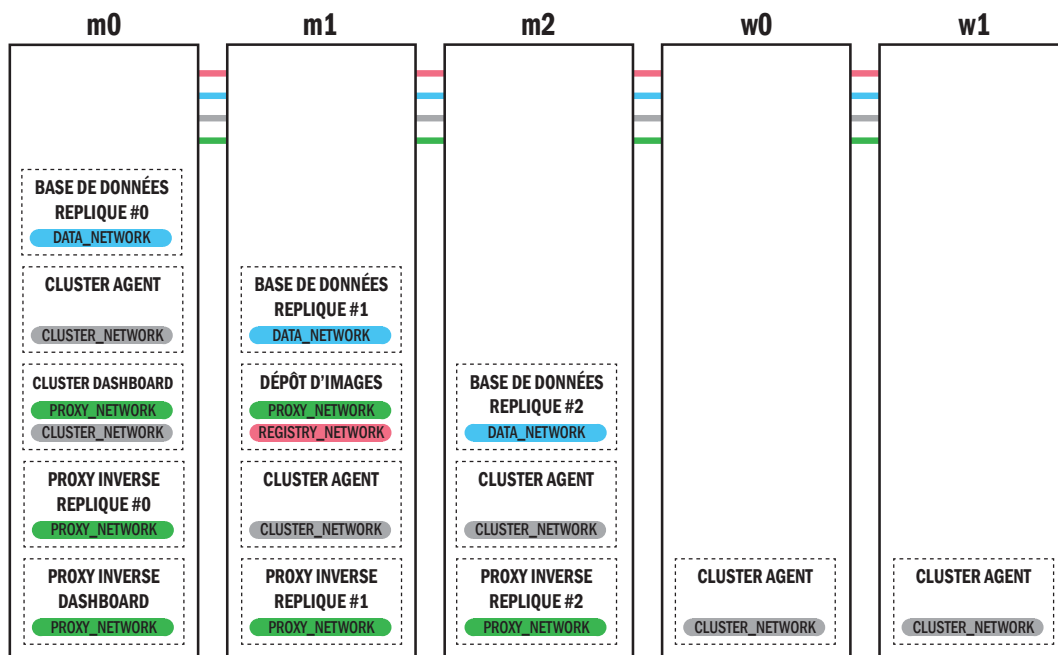 m0
m1
m2
w0
w1
BASE DE DONNÉES
REPLIQUE #0
DATA_NETWORK
CLUSTER AGENT
CLUSTER_NETWORK
CLUSTER DASHBOARD
PROXY_NETWORK
CLUSTER_NETWORK
PROXY INVERSE
REPLIQUE #0
PROXY_NETWORK
PROXY INVERSE
DASHBOARD
PROXY_NETWORK
BASE DE DONNÉES
REPLIQUE #1
DATA_NETWORK
DÉPÔT D'IMAGES
PROXY_NETWORK
REGISTRY_NETWORK
CLUSTER AGENT
CLUSTER_NETWORK
PROXY INVERSE
REPLIQUE #1
PROXY_NETWORK
BASE DE DONNÉES
REPLIQUE #2
DATA_NETWORK
CLUSTER AGENT
CLUSTER_NETWORK
PROXY INVERSE
REPLIQUE #2
PROXY_NETWORK
CLUSTER AGENT
CLUSTER_NETWORK
CLUSTER AGENT
CLUSTER_NETWORK